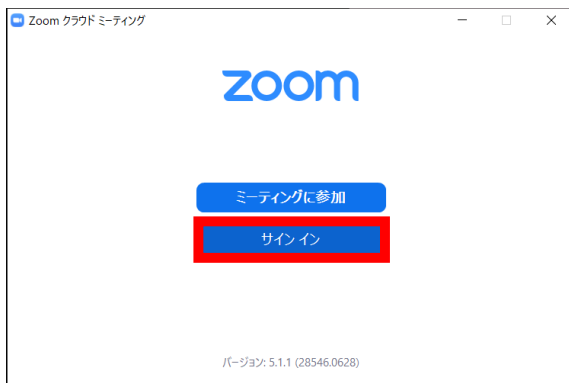 Zoom クラウド ミーティング
zoom
ミーティングに参加
サイン イン
バージョン: 5.1.1 (28546.0628)